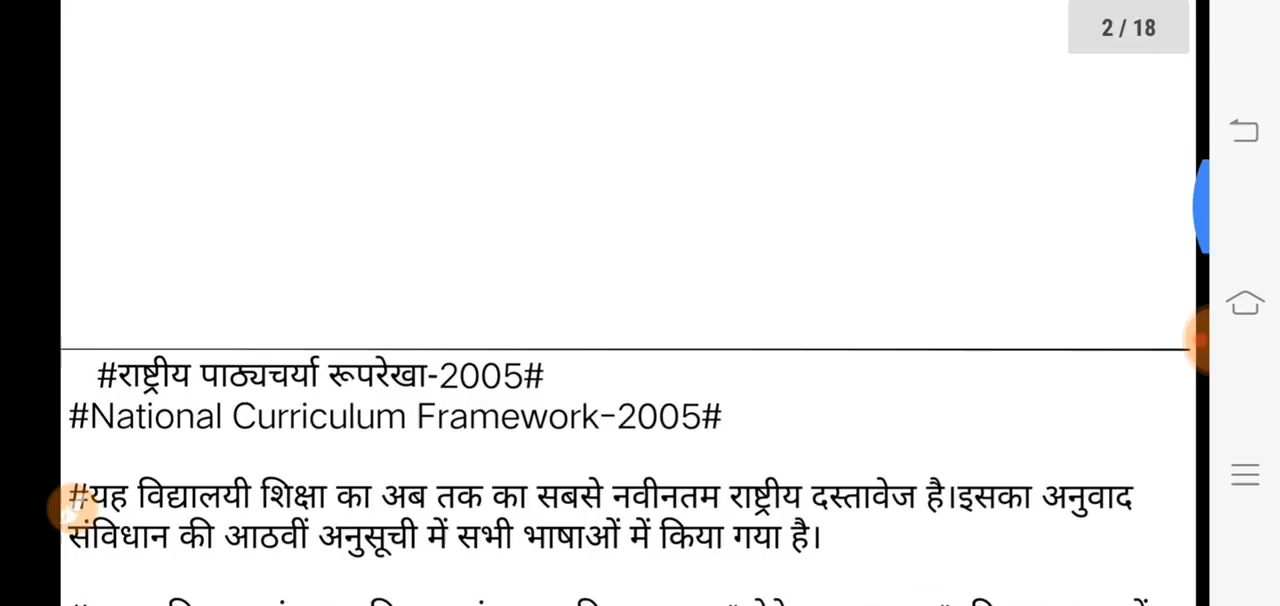 2 / 18
#राष्ट्रीय पाठ्यचर्या रूपरेखा-2005#
#National Curriculum Framework-2005#
#यह विद्यालयी शिक्षा का अब तक का सबसे नवीनतम राष्ट्रीय दस्तावेज है।इसका अनुवाद
संविधान की आठवीं अनुसूची में सभी भाषाओं में किया गया है।